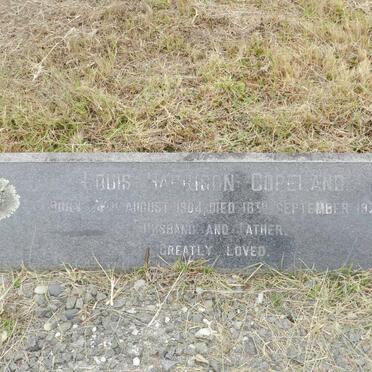 LOUIS HARRISON COPELAND
BORN AUGUST 1904, DIED 18TH SEPTEMBER
HUSBAND AND FATHER
GREATLY LOVED